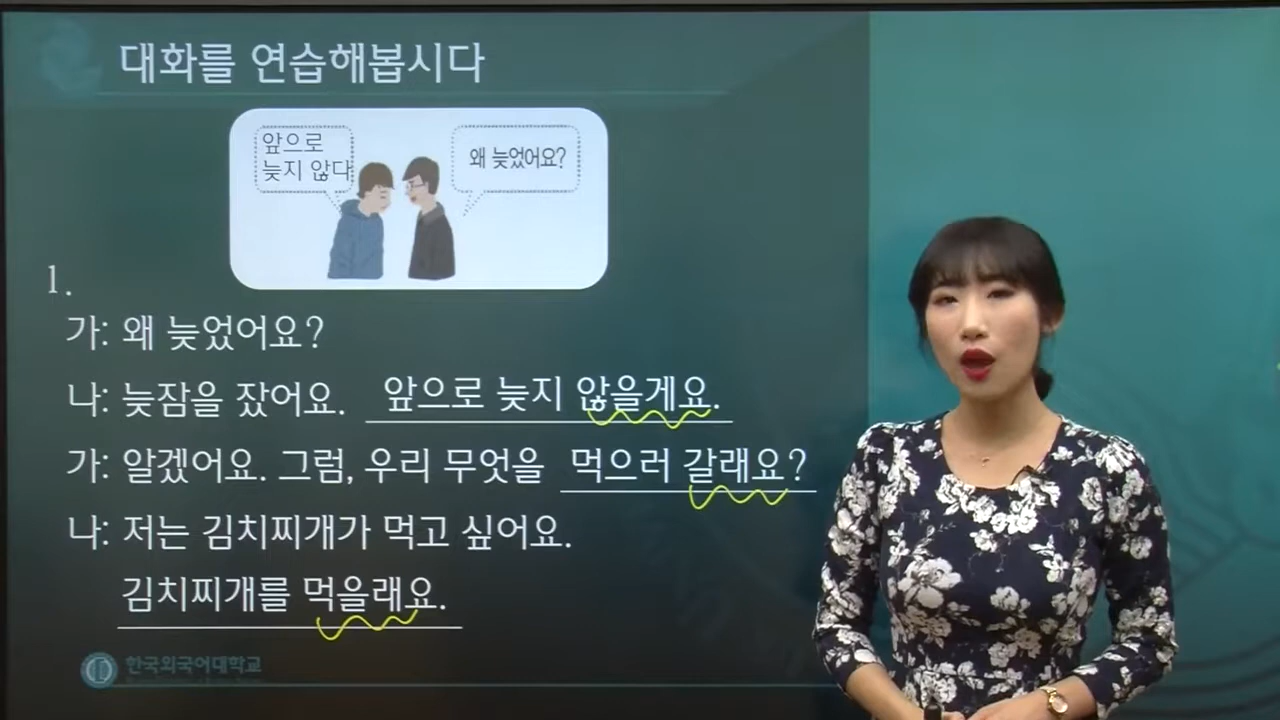 대화를 연습해봅시다
앞으로
늦지 않다
왜 늦었어요?
1.
가: 왜 늦었어요?
나: 늦잠을 잤어요. 앞으로 늦지 않을게요.
가: 알겠어요. 그럼, 우리 무엇을 먹으러 갈래요?
나: 저는 김치찌개가 먹고 싶어요.
김치찌개를 먹을래요.
한국외국어대학교